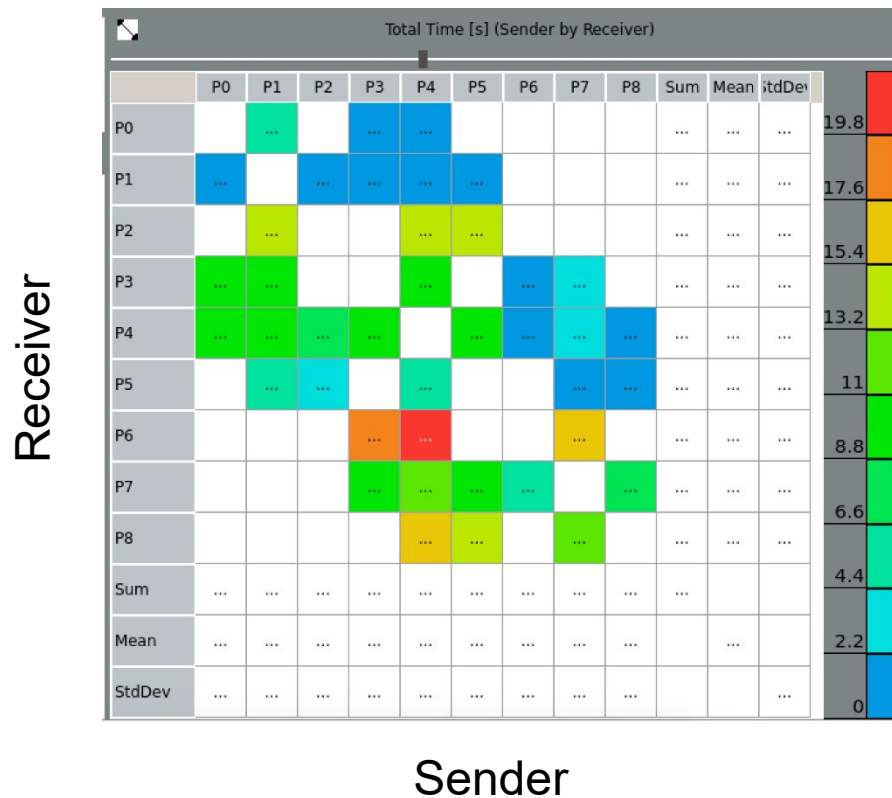 Total Time [s] (Sender by Receiver)
P0 P1 P2 P3 P4 P5 P6 P7 P8 Sum Mean StdDev
P0 ... ... ... ... ... ...
P1 ... ... ... ... ... ... ... ...
P2 ... ... ... ... ... ...
P3 ... ... ... ... ... ... ... ...
P4 ... ... ... ... ... ... ... ... ... ... ...
P5 ... ... ... ... ... ... ... ...
P6 ... ... ... ... ... ...
P7 ... ... ... ... ... ... ... ...
P8 ... ... ... ... ... ...
Sum ... ... ... ... ... ... ... ... ... ...
Mean ... ... ... ... ... ... ... ... ... ...
StdDev ... ... ... ... ... ... ... ... ... ...
19.8
17.6
15.4
13.2
11
8.8
6.6
4.4
2.2
0
Receiver
Sender